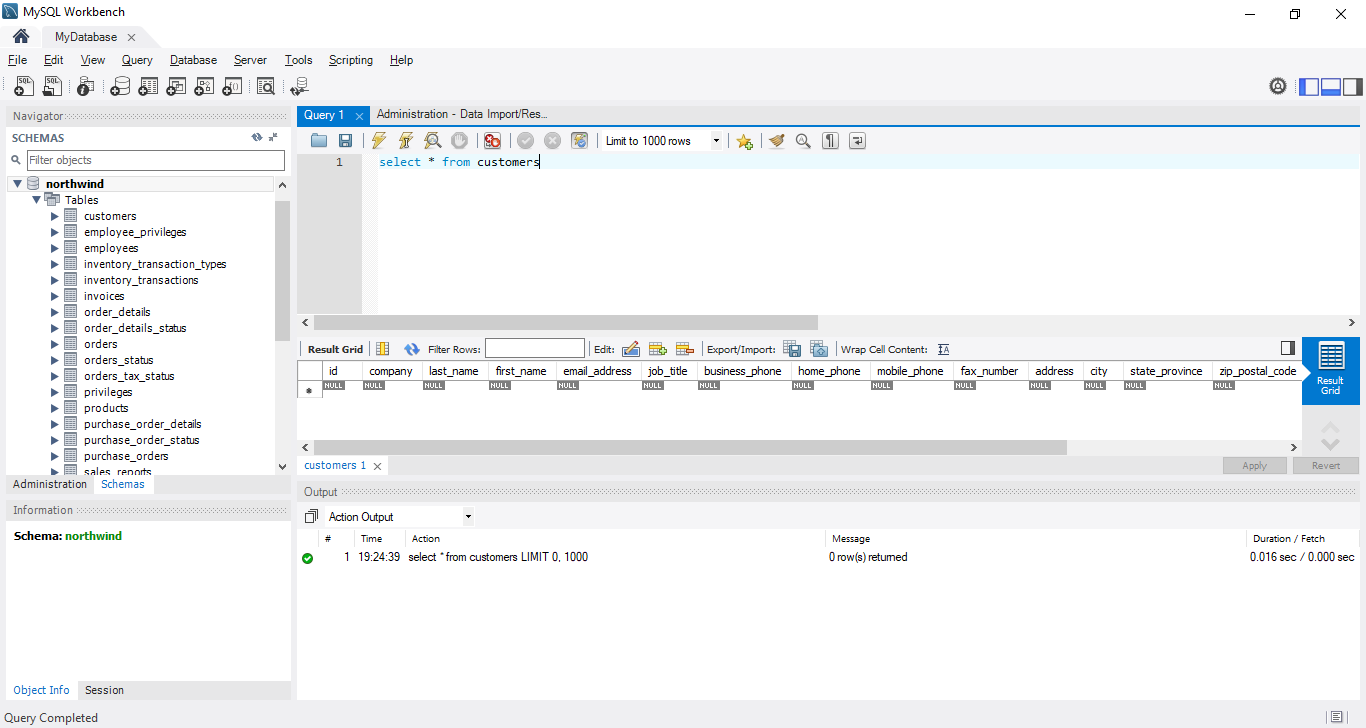 MySQL Workbench
MyDatabase
File Edit View Query Database Server Tools Scripting Help
Navigator
SCHEMAS
Filter objects
northwind
Tables
customers
employee_privileges
employees
inventory_transaction_types
inventory_transactions
invoices
order_details
order_details_status
orders
orders_status
orders_tax_status
privileges
products
purchase_order_details
purchase_order_status
purchase_orders
sales_reports
Administration Schemas
Information
Schema: northwind
Object Info Session
Query 1 Administration - Data Import/Res...
Limit to 1000 rows
1 select * from customers
Result Grid Filter Rows: Edit: Export/Import: Wrap Cell Content:
id company last_name first_name email_address job_title business_phone home_phone mobile_phone fax_number address city state_province zip_postal_code
NULL NULL NULL NULL NULL NULL NULL NULL NULL NULL NULL NULL NULL NULL
Result
Grid
customers 1
Apply Revert
Output
Action Output
# Time Action Message Duration / Fetch
1 19:24:39 select * from customers LIMIT 0, 1000 0 row(s) returned 0.016 sec / 0.000 sec
Query Completed